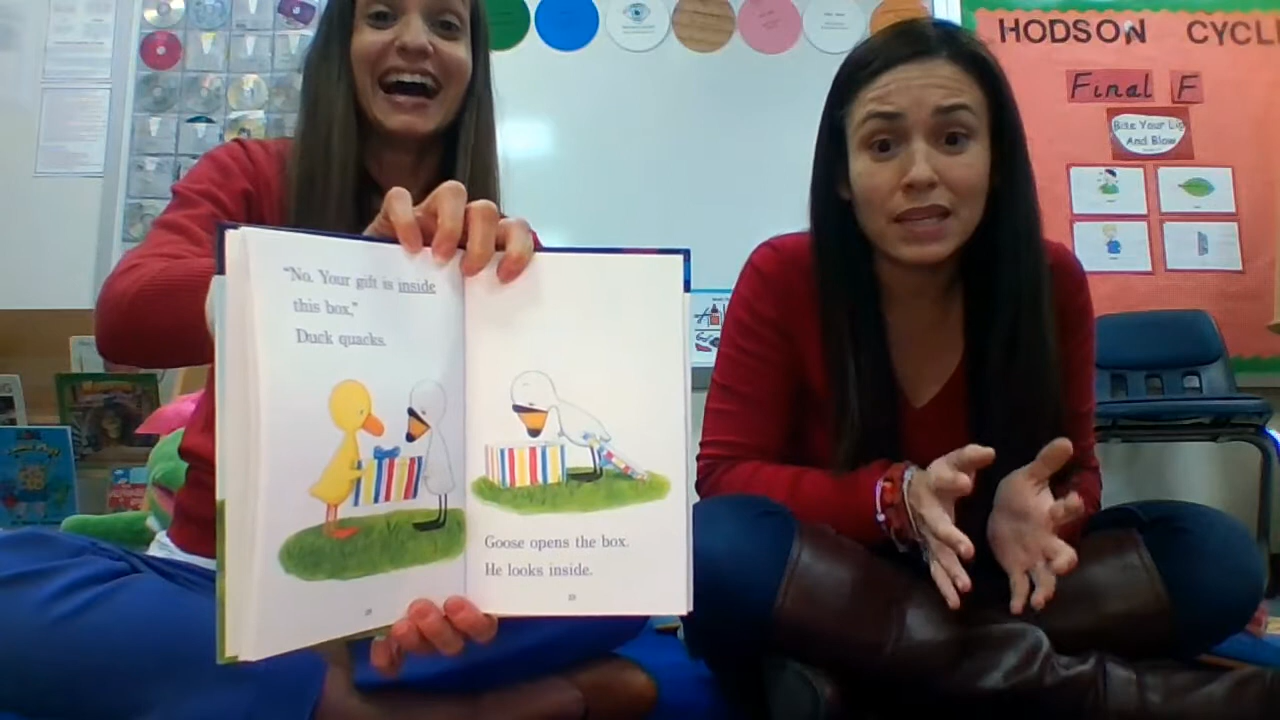 HODSON CYCL
Final F
Bite Your Lip
And Blow
"No. Your gift is inside
this box,"
Duck quacks.
Goose opens the box.
He looks inside.